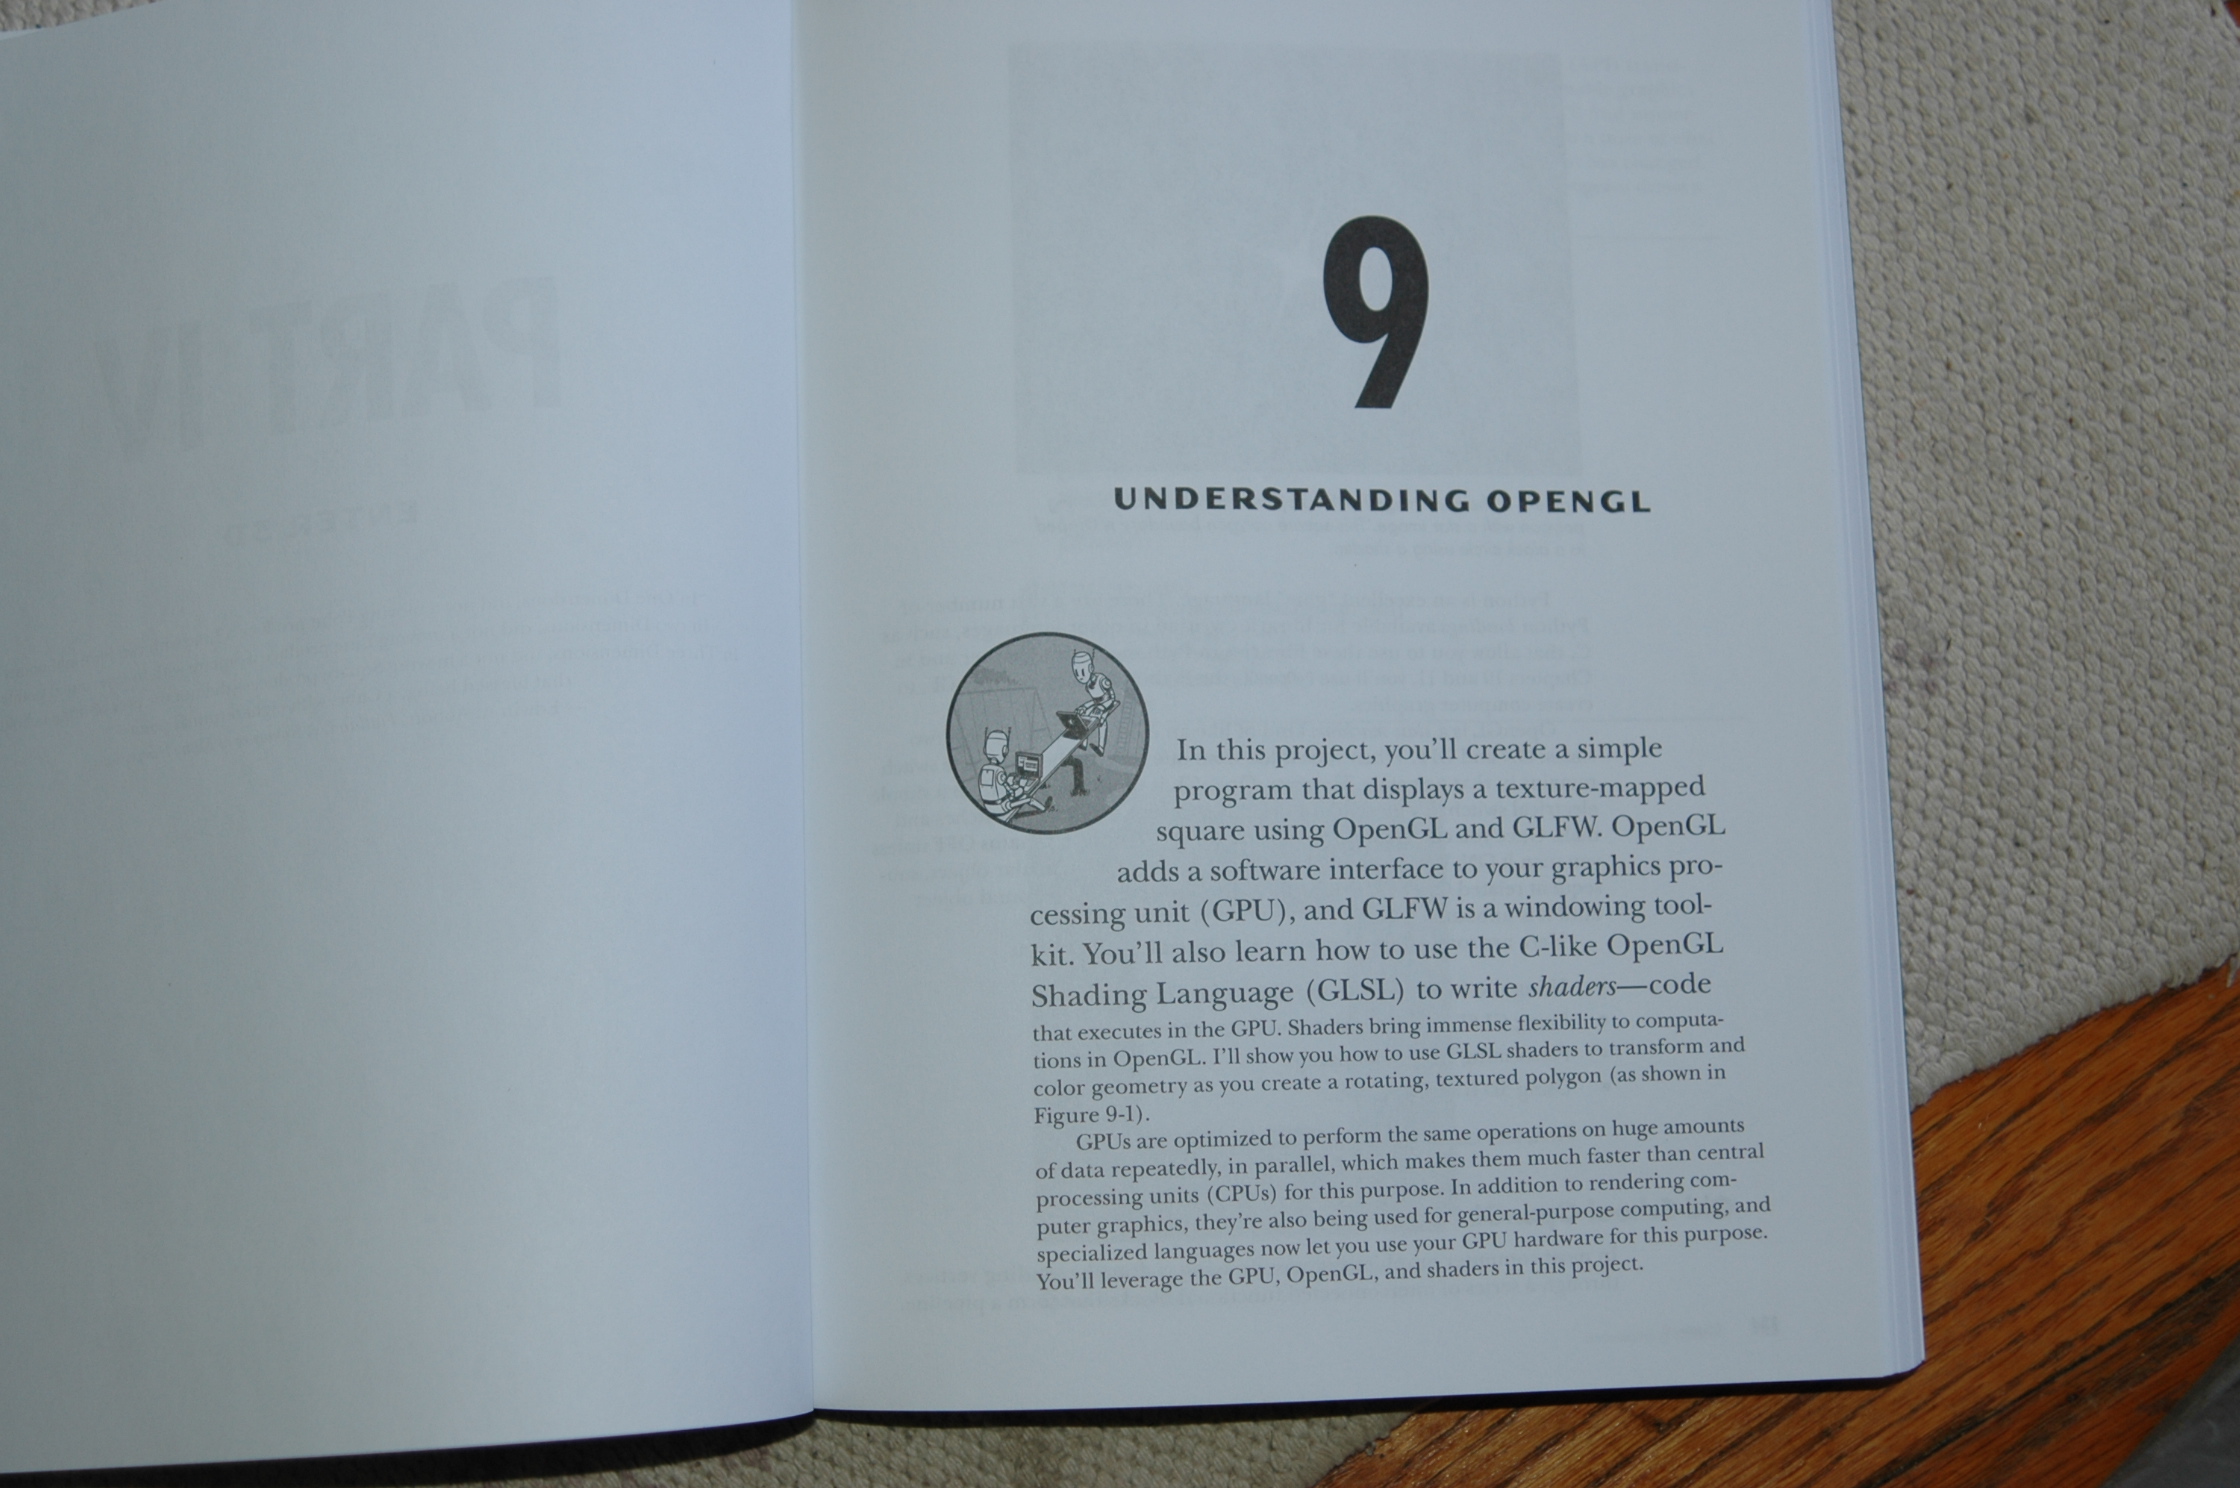 9
UNDERSTANDING OPENGL
In this project, you'll create a simple
program that displays a texture-mapped
square using OpenGL and GLFW. OpenGL
adds a software interface to your graphics pro-
cessing unit (GPU), and GLFW is a windowing tool-
kit. You'll also learn how to use the C-like OpenGL
Shading Language (GLSL) to write shaders—code
that executes in the GPU. Shaders bring immense flexibility to computa-
tions in OpenGL. I'll show you how to use GLSL shaders to transform and
color geometry as you create a rotating, textured polygon (as shown in
Figure 9-1).
GPUs are optimized to perform the same operations on huge amounts
of data repeatedly, in parallel, which makes them much faster than central
processing units (CPUs) for this purpose. In addition to rendering com-
puter graphics, they're also being used for general-purpose computing, and
specialized languages now let you use your GPU hardware for this purpose.
You'll leverage the GPU, OpenGL, and shaders in this project.